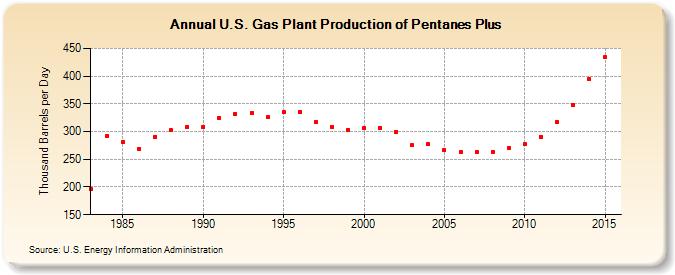 Annual U.S. Gas Plant Production of Pentanes Plus
Thousand Barrels per Day
450
400
350
300
250
200
150
1985 1990 1995 2000 2005 2010 2015
Source: U.S. Energy Information Administration